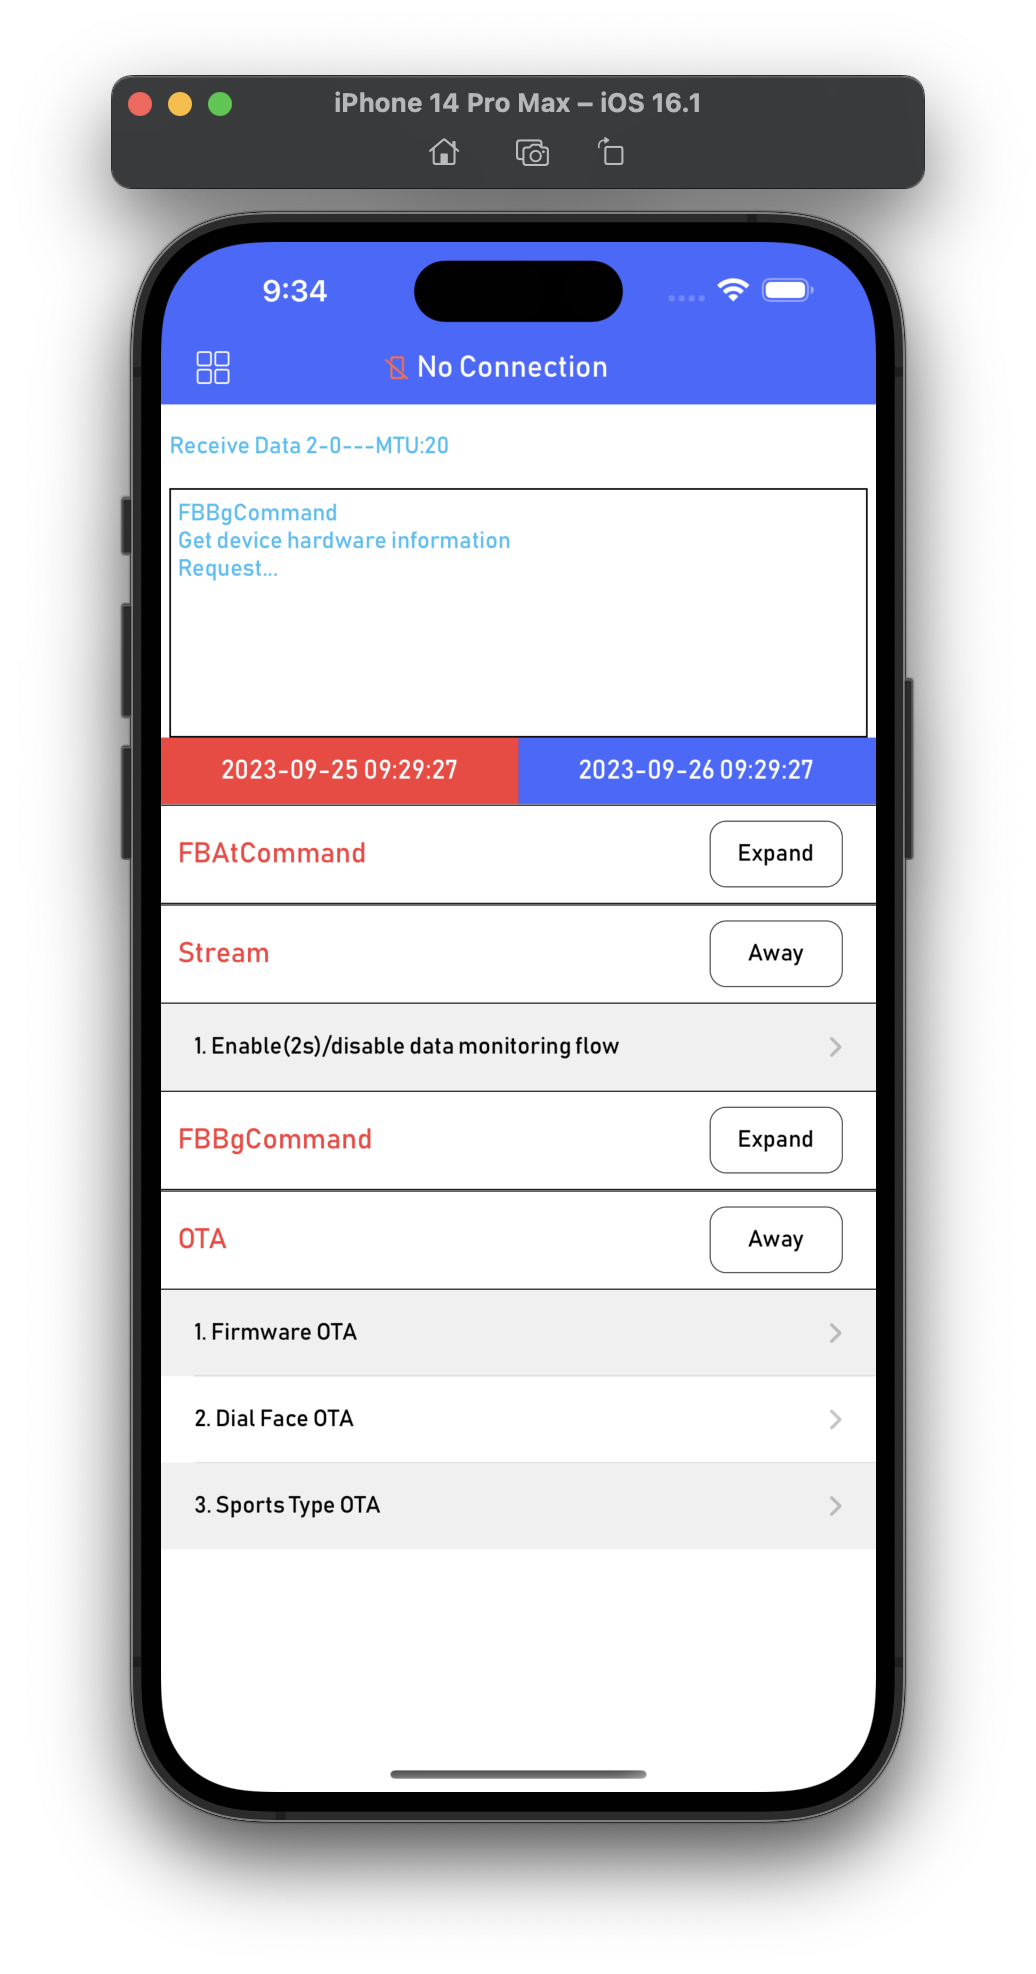 iPhone 14 Pro Max – iOS 16.1
9:34
No Connection
Receive Data 2-0---MTU:20
FBBgCommand
Get device hardware information
Request...
2023-09-25 09:29:27
2023-09-26 09:29:27
FBAtCommand
Expand
Stream
Away
1. Enable(2s)/disable data monitoring flow
FBBgCommand
Expand
OTA
Away
1. Firmware OTA
2. Dial Face OTA
3. Sports Type OTA